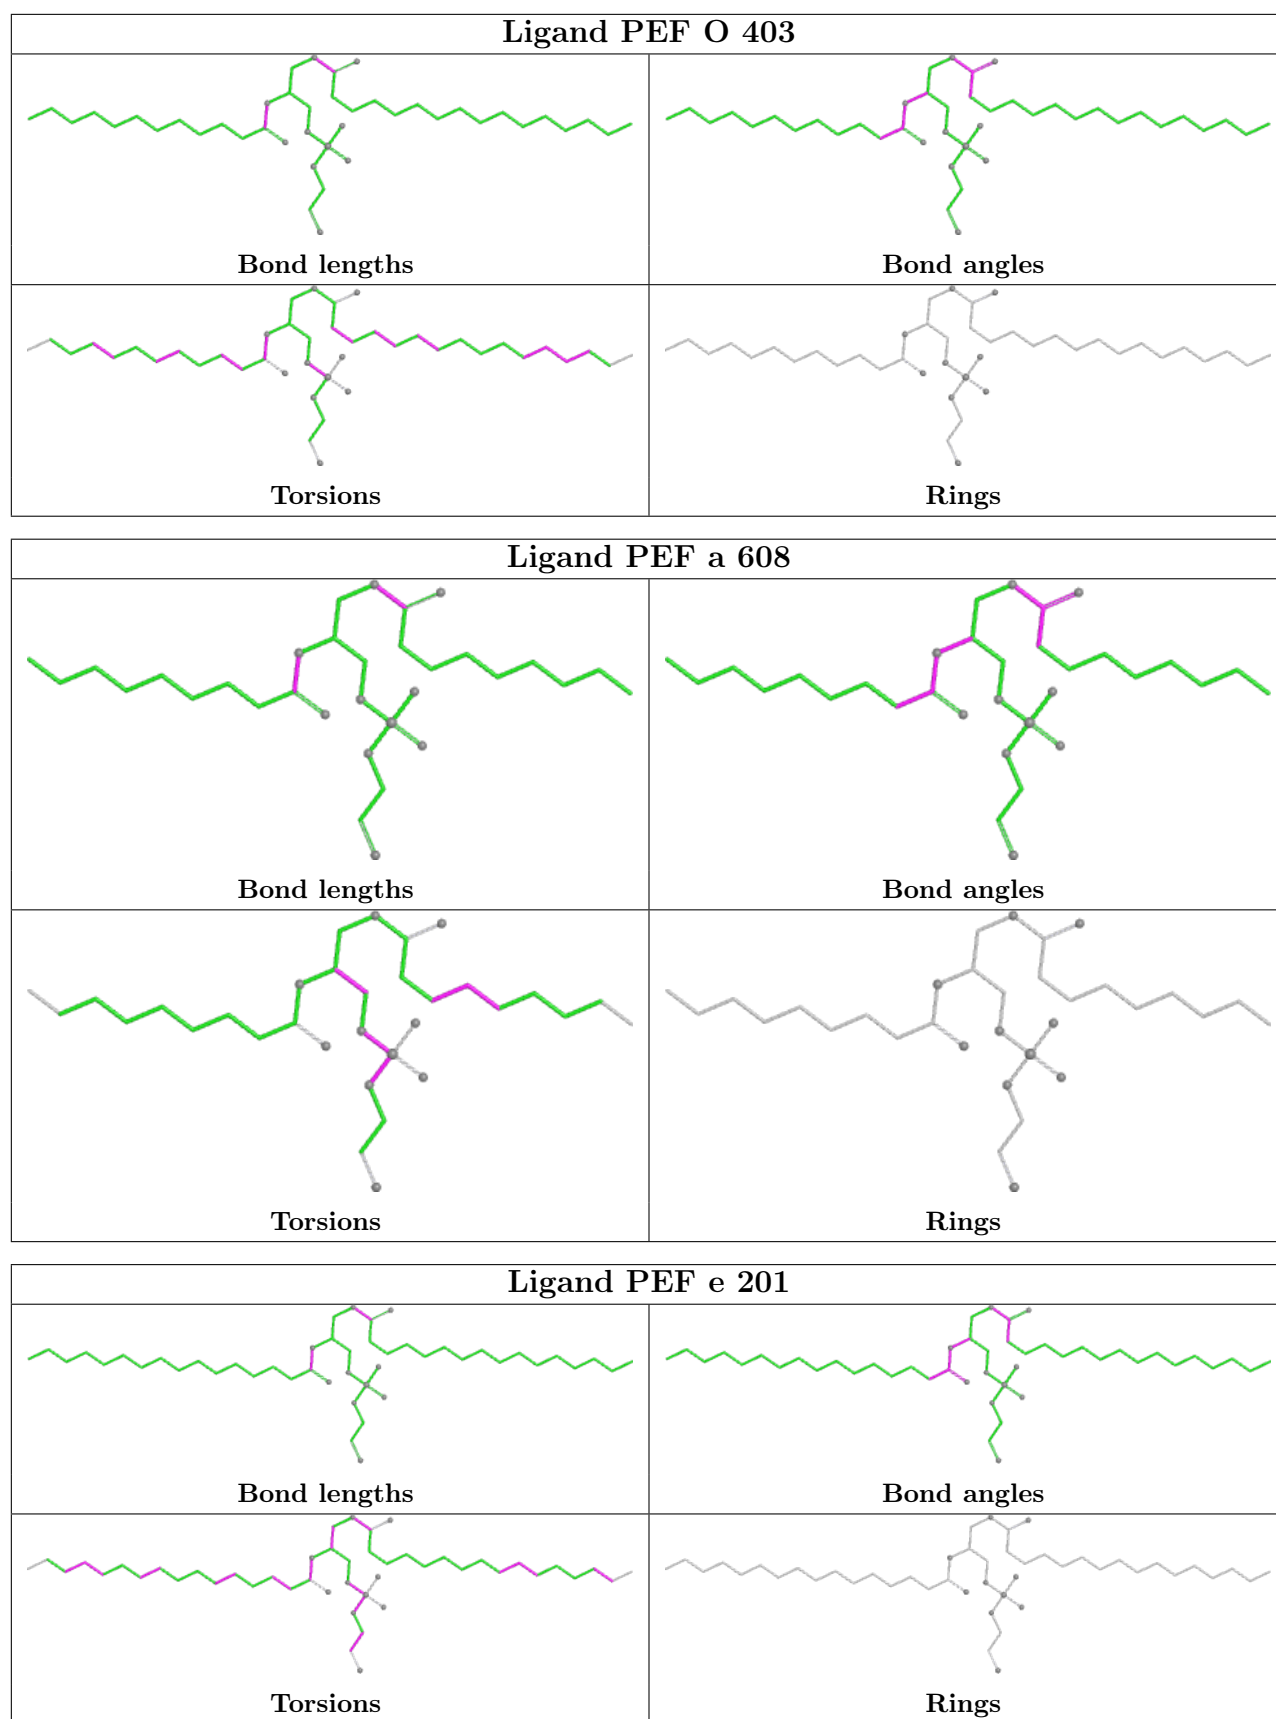 Ligand PEF O 403
Bond lengths
Bond angles
Torsions
Rings
Ligand PEF a 608
Bond lengths
Bond angles
Torsions
Rings
Ligand PEF e 201
Bond lengths
Bond angles
Torsions
Rings